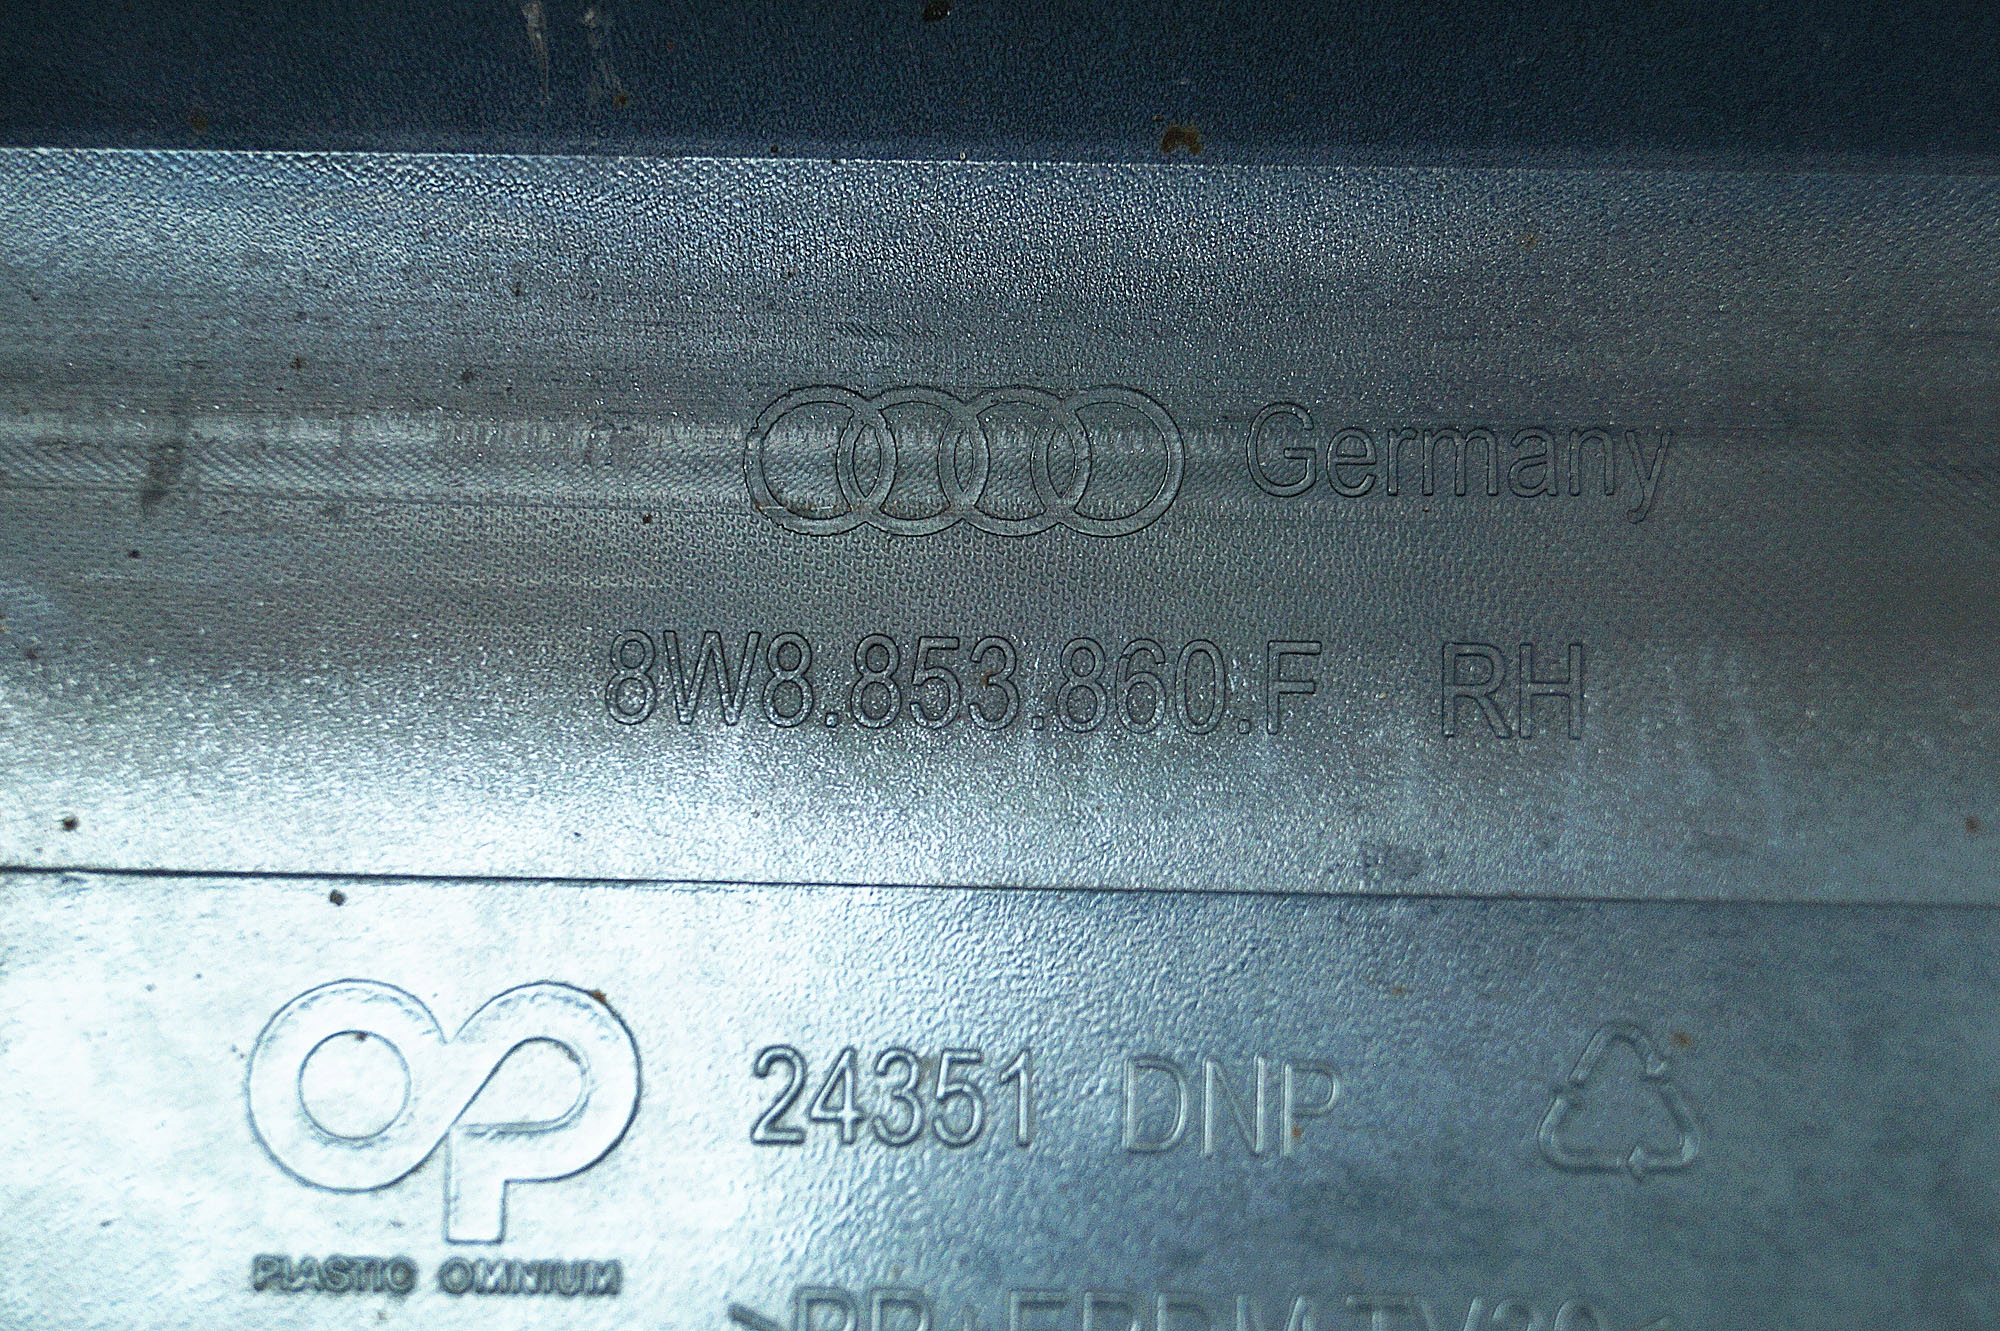 Germany
8W8.853.860.F RH
24351 DNP
PLASTIC OMNIUM